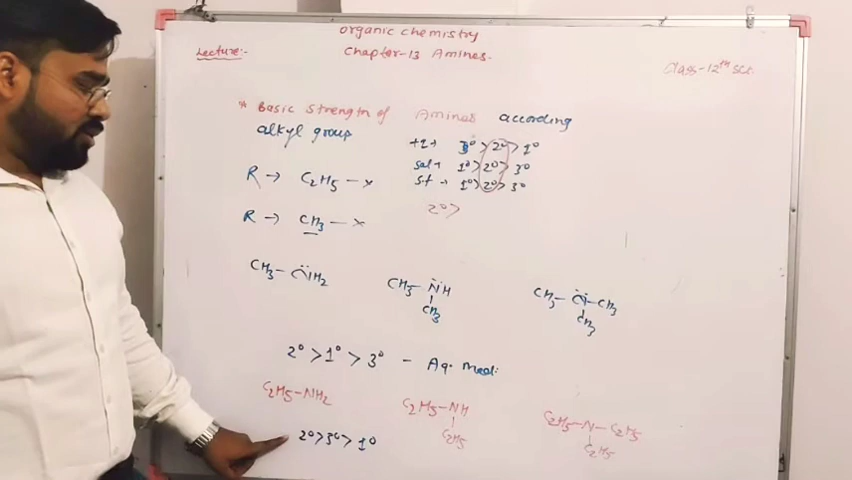 organic chemistry
Lecture:-
Chapter-13 Amines.
Class-12th Sci.
* Basic Strength of Amines according
alkyl group
+I→ 3° > 2° > 1°
R → C2H5 — x
sol→ 1° > 2° > 3°
St → 1° > 2° > 3°
2° >
R → CH3 — x
CH3 — N̈H2
CH3 — N̈H
CH3
CH3 — N̈ — CH3
CH3
2° > 1° > 3° — Aq. Med:
C2H5 — NH2
C2H5 — NH
C2H5
C2H5 — N — C2H5
C2H5
2° > 3° > 1°